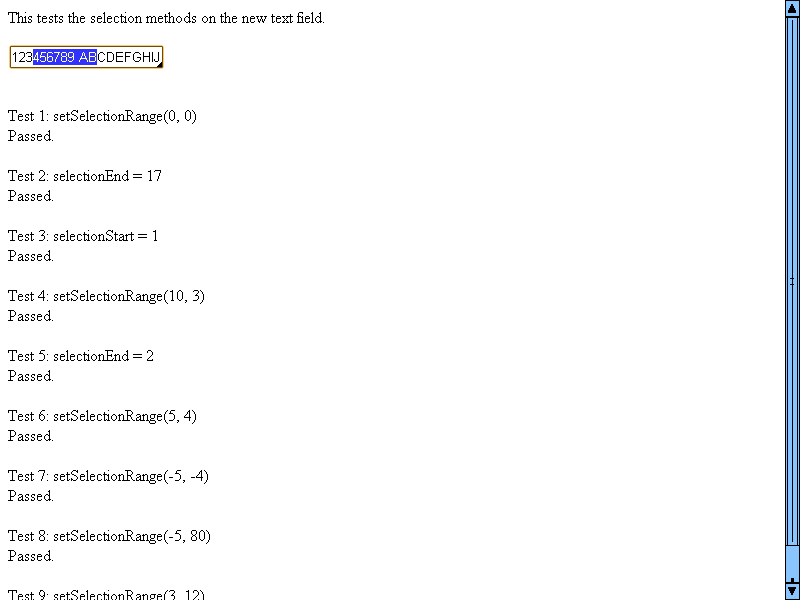 This tests the selection methods on the new text field.
123456789 ABCDEFGHIJ
Test 1: setSelectionRange(0, 0)
Passed.
Test 2: selectionEnd = 17
Passed.
Test 3: selectionStart = 1
Passed.
Test 4: setSelectionRange(10, 3)
Passed.
Test 5: selectionEnd = 2
Passed.
Test 6: setSelectionRange(5, 4)
Passed.
Test 7: setSelectionRange(-5, -4)
Passed.
Test 8: setSelectionRange(-5, 80)
Passed.
Test 9: setSelectionRange(3, 12)